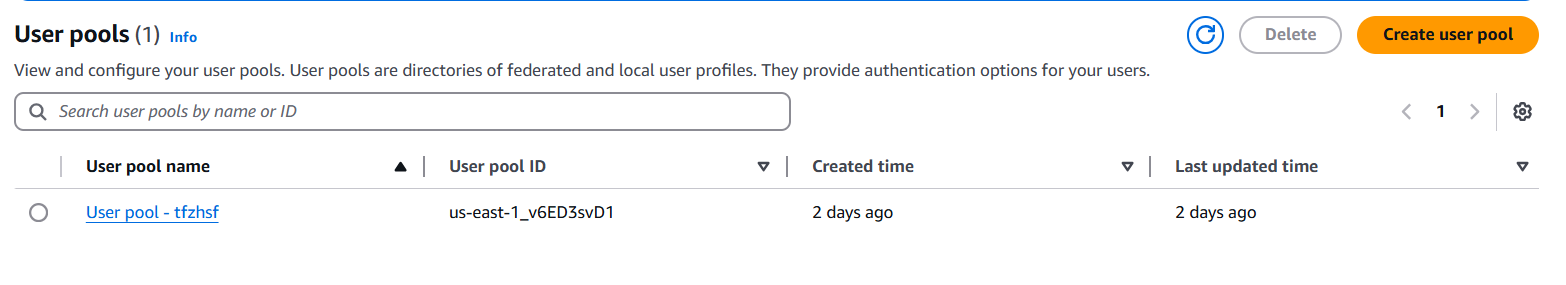 User pools (1) Info
Delete
Create user pool
View and configure your user pools. User pools are directories of federated and local user profiles. They provide authentication options for your users.
Search user pools by name or ID
1
User pool name User pool ID Created time Last updated time
User pool - tfzhsf us-east-1_v6ED3svD1 2 days ago 2 days ago